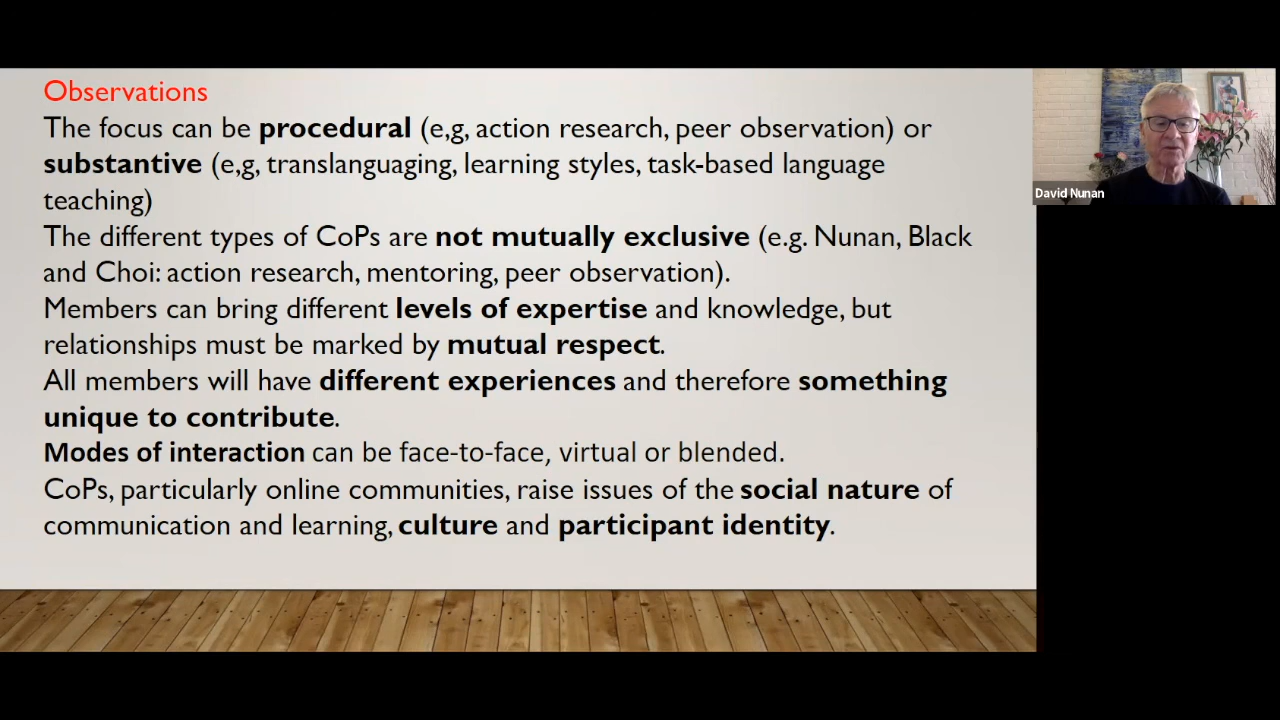 Observations
The focus can be procedural (e,g, action research, peer observation) or
substantive (e,g, translanguaging, learning styles, task-based language
teaching)
The different types of CoPs are not mutually exclusive (e.g. Nunan, Black
and Choi: action research, mentoring, peer observation).
Members can bring different levels of expertise and knowledge, but
relationships must be marked by mutual respect.
All members will have different experiences and therefore something
unique to contribute.
Modes of interaction can be face-to-face, virtual or blended.
CoPs, particularly online communities, raise issues of the social nature of
communication and learning, culture and participant identity.
David Nunan